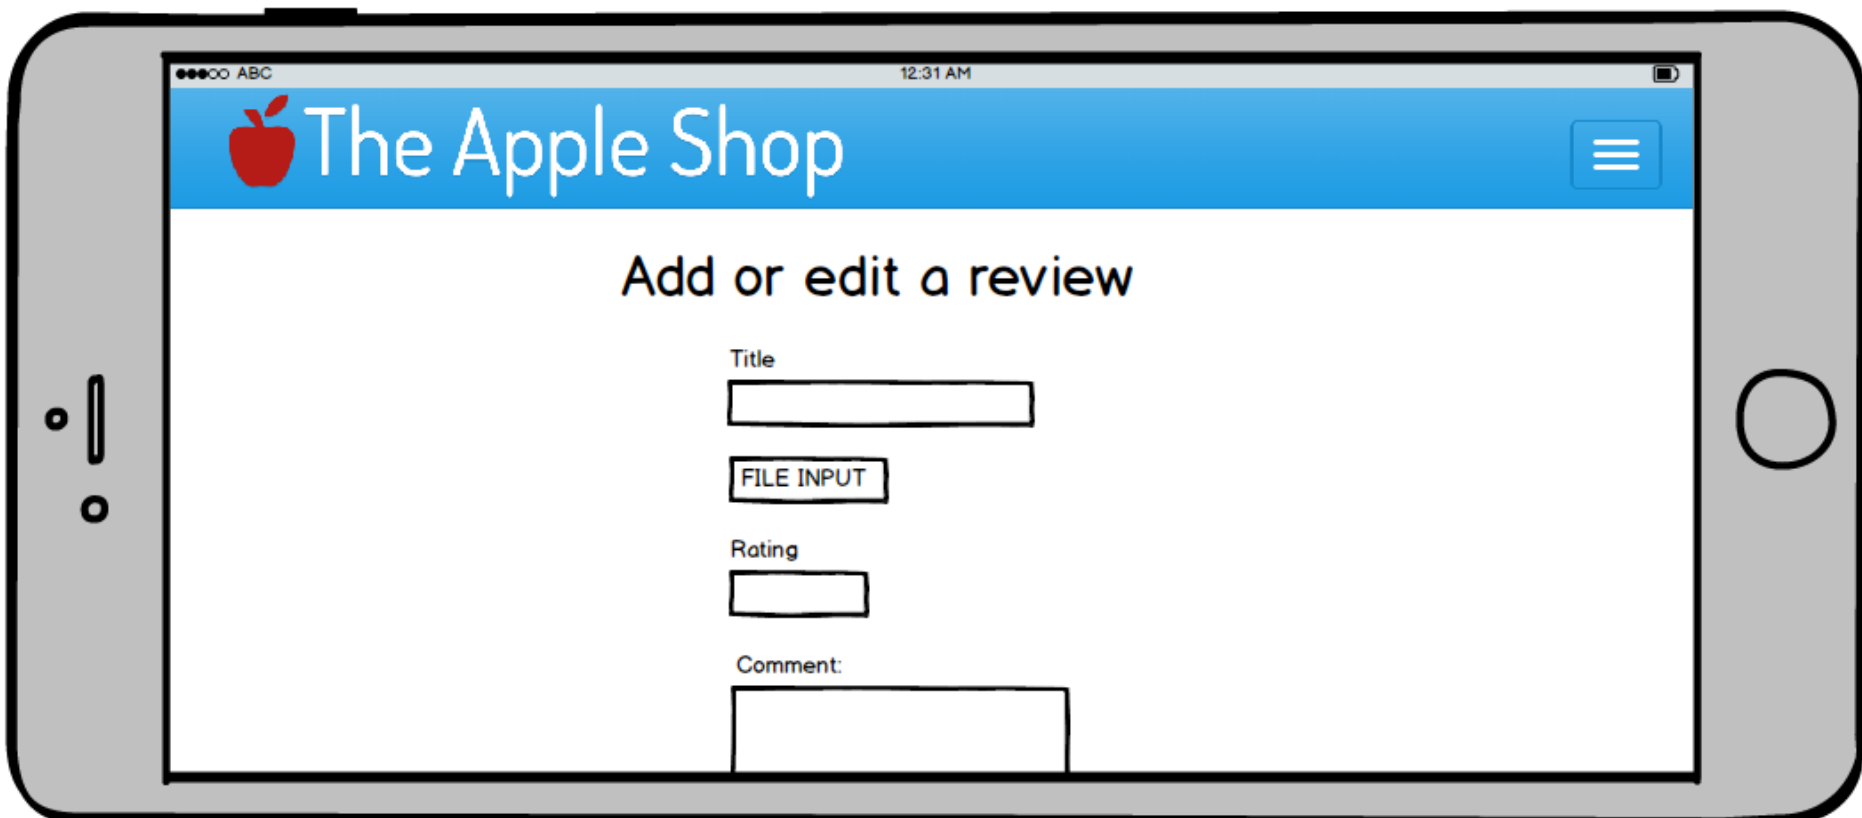 ABC 12:31 AM
The Apple Shop
Add or edit a review
Title
FILE INPUT
Rating
Comment: